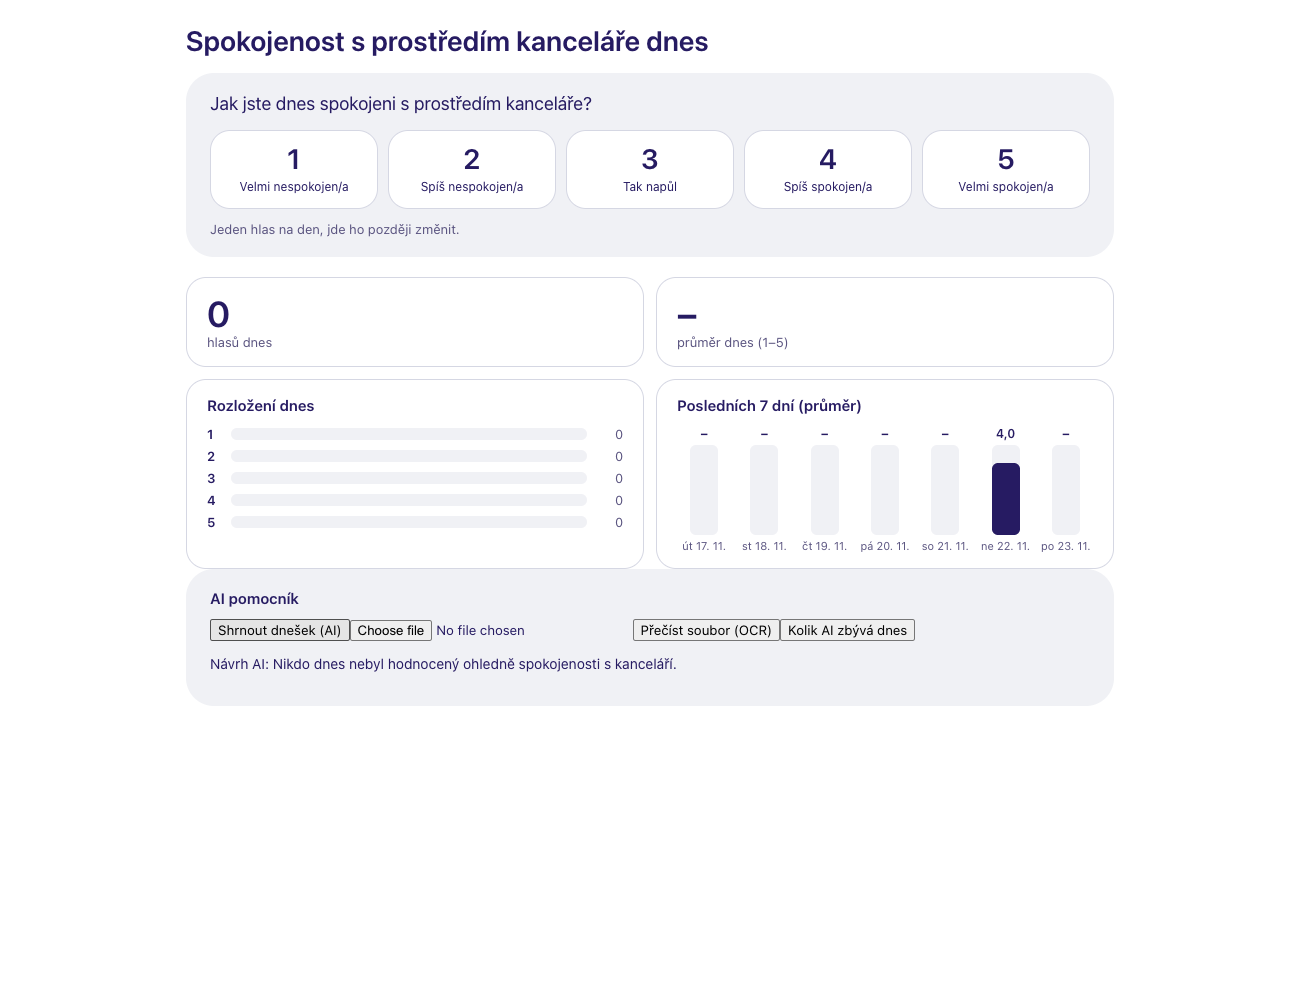 Spokojenost s prostředím kanceláře dnes
Jak jste dnes spokojeni s prostředím kanceláře?
1
Velmi nespokojen/a
2
Spíš nespokojen/a
3
Tak napůl
4
Spíš spokojen/a
5
Velmi spokojen/a
Jeden hlas na den, jde ho později změnit.
0
hlasů dnes
–
průměr dnes (1–5)
Rozložení dnes
1 0
2 0
3 0
4 0
5 0
Posledních 7 dní (průměr)
– – – – – 4,0 –
út 17. 11. st 18. 11. čt 19. 11. pá 20. 11. so 21. 11. ne 22. 11. po 23. 11.
AI pomocník
Shrnout dnešek (AI) Choose file No file chosen Přečíst soubor (OCR) Kolik AI zbývá dnes
Návrh AI: Nikdo dnes nebyl hodnocený ohledně spokojenosti s kanceláří.